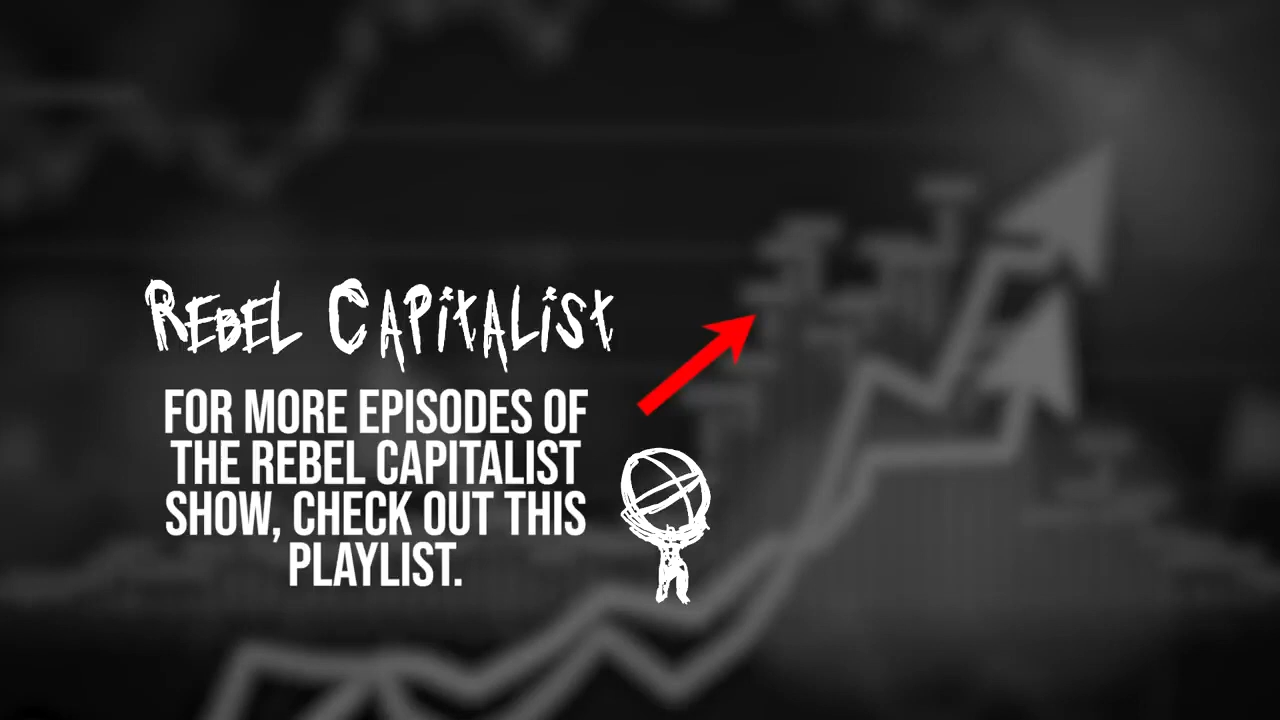 REBEL CAPITALIST
FOR MORE EPISODES OF
THE REBEL CAPITALIST
SHOW, CHECK OUT THIS
PLAYLIST.